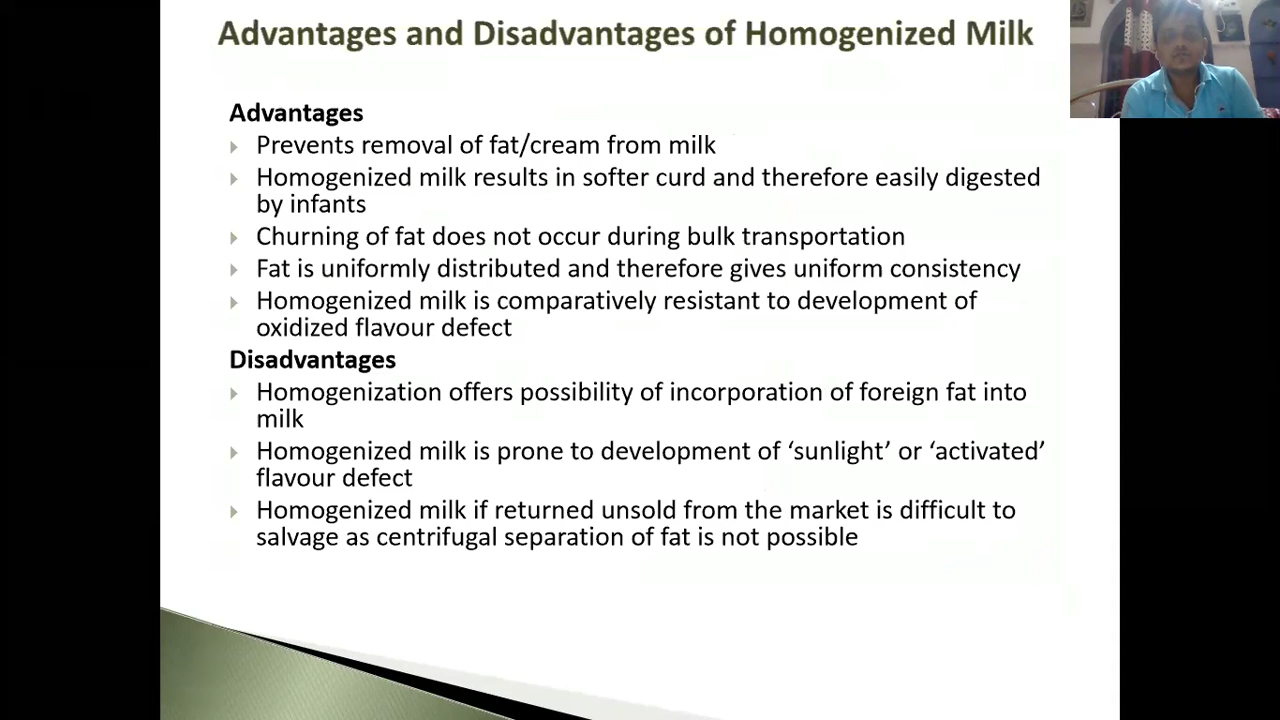 Advantages and Disadvantages of Homogenized Milk
Advantages
Prevents removal of fat/cream from milk
Homogenized milk results in softer curd and therefore easily digested
by infants
Churning of fat does not occur during bulk transportation
Fat is uniformly distributed and therefore gives uniform consistency
Homogenized milk is comparatively resistant to development of
oxidized flavour defect
Disadvantages
Homogenization offers possibility of incorporation of foreign fat into
milk
Homogenized milk is prone to development of ‘sunlight’ or ‘activated’
flavour defect
Homogenized milk if returned unsold from the market is difficult to
salvage as centrifugal separation of fat is not possible